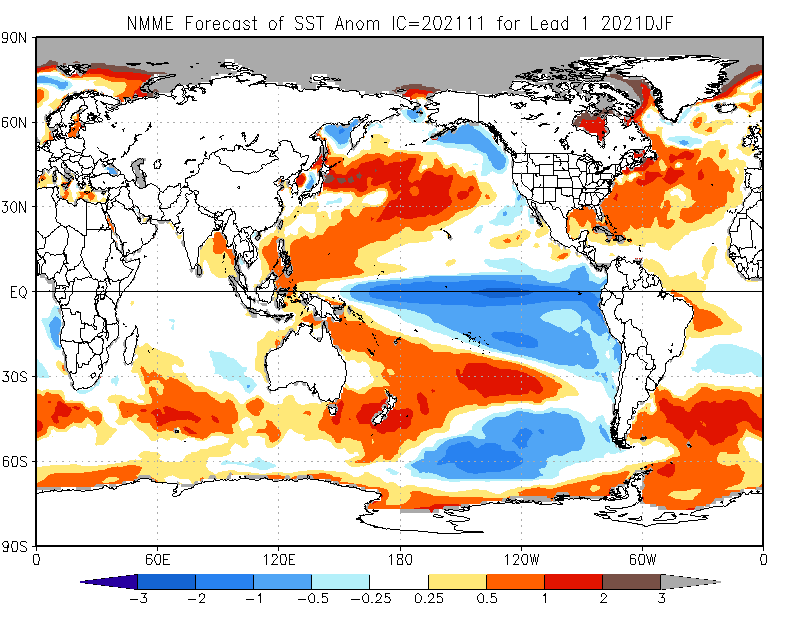 NMME Forecast of SST Anom IC=202111 for Lead 1 2021DJF
90N
60N
30N
EQ
30S
60S
90S
0 60E 120E 180 120W 60W 0
-3 -2 -1 -0.5 -0.25 0.25 0.5 1 2 3